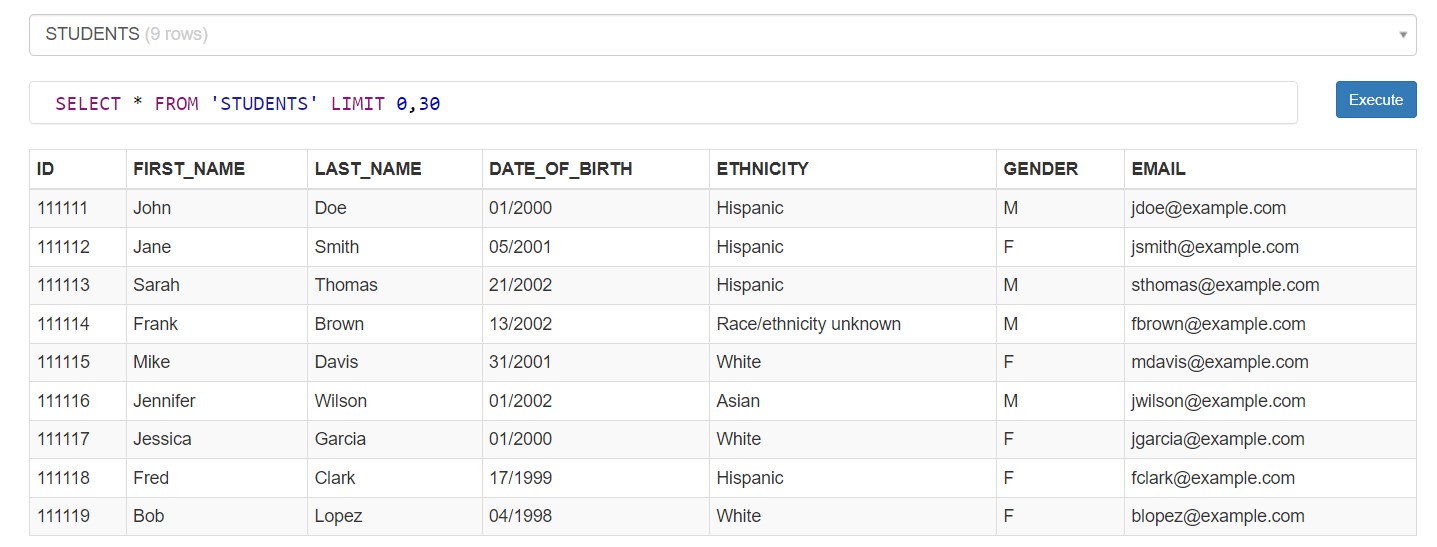 STUDENTS (9 rows)
SELECT * FROM 'STUDENTS' LIMIT 0,30
Execute
ID FIRST_NAME LAST_NAME DATE_OF_BIRTH ETHNICITY GENDER EMAIL
111111 John Doe 01/2000 Hispanic M jdoe@example.com
111112 Jane Smith 05/2001 Hispanic F jsmith@example.com
111113 Sarah Thomas 21/2002 Hispanic M sthomas@example.com
111114 Frank Brown 13/2002 Race/ethnicity unknown M fbrown@example.com
111115 Mike Davis 31/2001 White F mdavis@example.com
111116 Jennifer Wilson 01/2002 Asian M jwilson@example.com
111117 Jessica Garcia 01/2000 White F jgarcia@example.com
111118 Fred Clark 17/1999 Hispanic F fclark@example.com
111119 Bob Lopez 04/1998 White F blopez@example.com